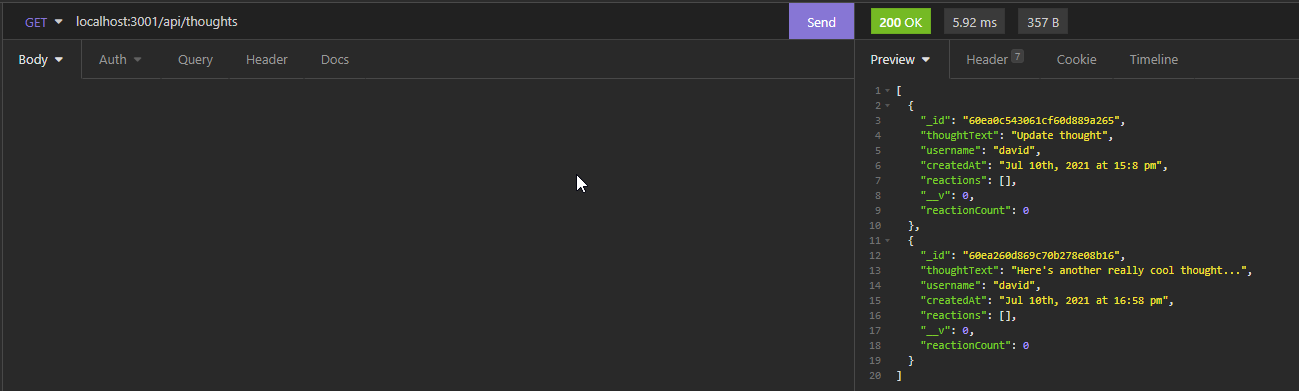 GET localhost:3001/api/thoughts Send 200 OK 5.92 ms 357 B
Body Auth Query Header Docs Preview Header 7 Cookie Timeline
1 [
2 {
3 "_id": "60ea0c543061cf60d889a265",
4 "thoughtText": "Update thought",
5 "username": "david",
6 "createdAt": "Jul 10th, 2021 at 15:8 pm",
7 "reactions": [],
8 "__v": 0,
9 "reactionCount": 0
10 },
11 {
12 "_id": "60ea260d869c70b278e08b16",
13 "thoughtText": "Here's another really cool thought...",
14 "username": "david",
15 "createdAt": "Jul 10th, 2021 at 16:58 pm",
16 "reactions": [],
17 "__v": 0,
18 "reactionCount": 0
19 }
20 ]